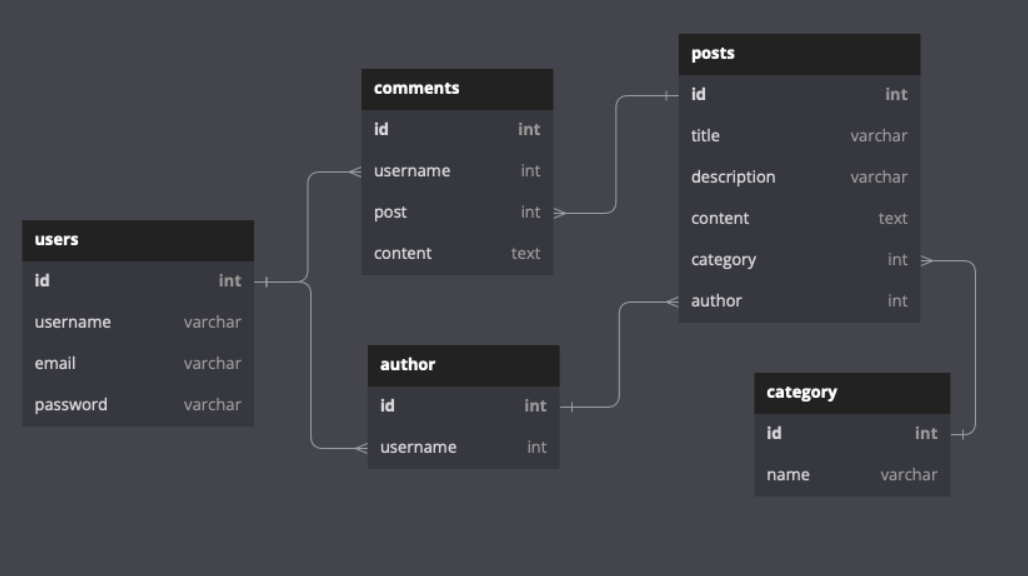 users
id int
username varchar
email varchar
password varchar
comments
id int
username int
post int
content text
author
id int
username int
posts
id int
title varchar
description varchar
content text
category int
author int
category
id int
name varchar